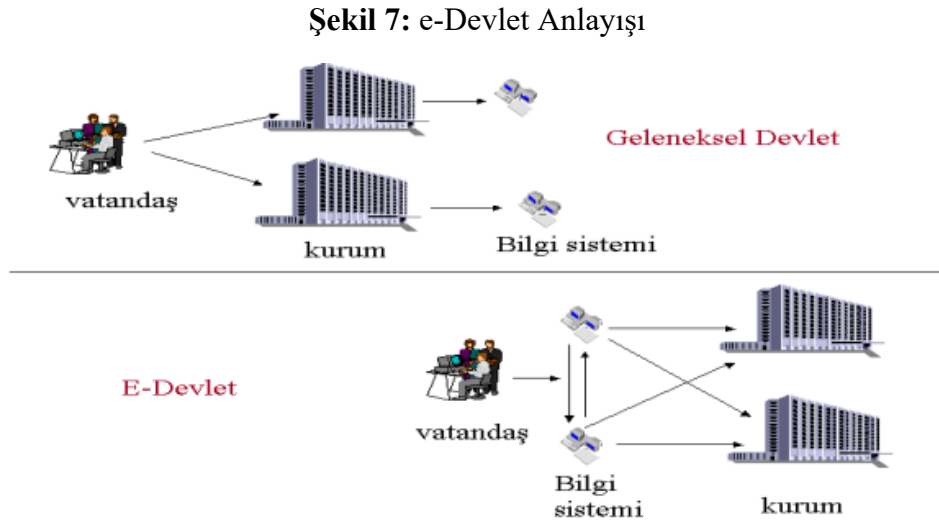 Şekil 7: e-Devlet Anlayışı
Geleneksel Devlet
vatandaş
kurum
Bilgi sistemi
E-Devlet
vatandaş
Bilgi
sistemi
kurum